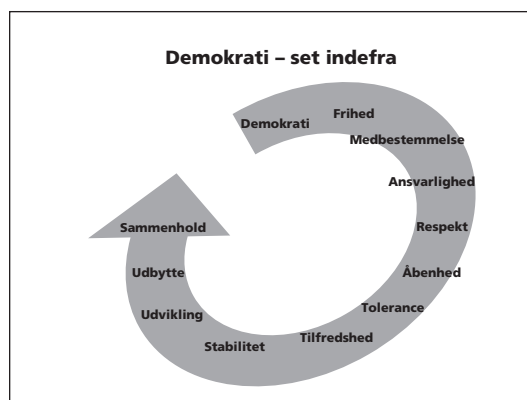 Demokrati – set indefra
Demokrati
Frihed
Medbestemmelse
Ansvarlighed
Respekt
Åbenhed
Tolerance
Tilfredshed
Stabilitet
Udvikling
Udbytte
Sammenhold